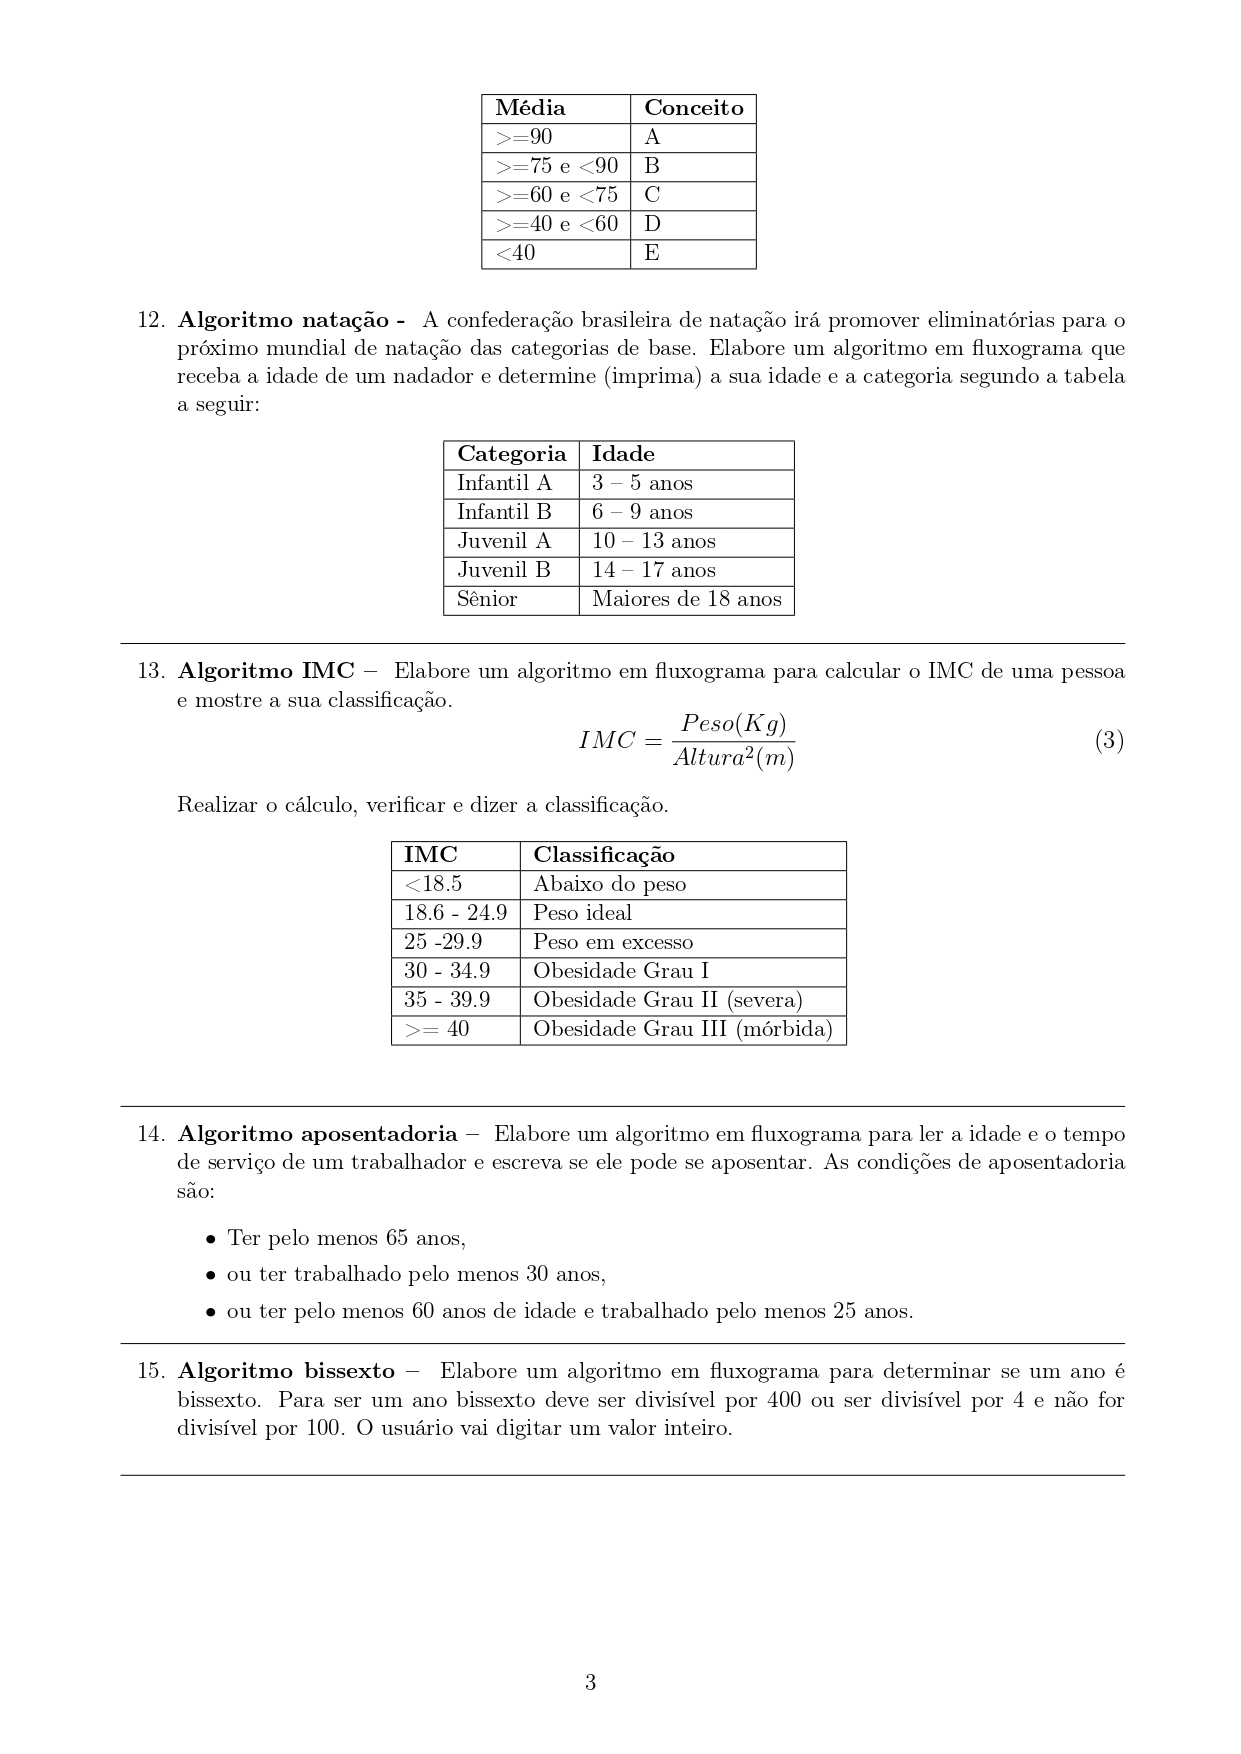 Média Conceito
>=90 A
>=75 e <90 B
>=60 e <75 C
>=40 e <60 D
<40 E
12. Algoritmo natação - A confederação brasileira de natação irá promover eliminatórias para o
próximo mundial de natação das categorias de base. Elabore um algoritmo em fluxograma que
receba a idade de um nadador e determine (imprima) a sua idade e a categoria segundo a tabela
a seguir:
Categoria Idade
Infantil A 3 – 5 anos
Infantil B 6 – 9 anos
Juvenil A 10 – 13 anos
Juvenil B 14 – 17 anos
Sênior Maiores de 18 anos
13. Algoritmo IMC – Elabore um algoritmo em fluxograma para calcular o IMC de uma pessoa
e mostre a sua classificação.
IMC = Peso(Kg) / Altura²(m) (3)
Realizar o cálculo, verificar e dizer a classificação.
IMC Classificação
<18.5 Abaixo do peso
18.6 - 24.9 Peso ideal
25 -29.9 Peso em excesso
30 - 34.9 Obesidade Grau I
35 - 39.9 Obesidade Grau II (severa)
>= 40 Obesidade Grau III (mórbida)
14. Algoritmo aposentadoria – Elabore um algoritmo em fluxograma para ler a idade e o tempo
de serviço de um trabalhador e escreva se ele pode se aposentar. As condições de aposentadoria
são:
• Ter pelo menos 65 anos,
• ou ter trabalhado pelo menos 30 anos,
• ou ter pelo menos 60 anos de idade e trabalhado pelo menos 25 anos.
15. Algoritmo bissexto – Elabore um algoritmo em fluxograma para determinar se um ano é
bissexto. Para ser um ano bissexto deve ser divisível por 400 ou ser divisível por 4 e não for
divisível por 100. O usuário vai digitar um valor inteiro.
3